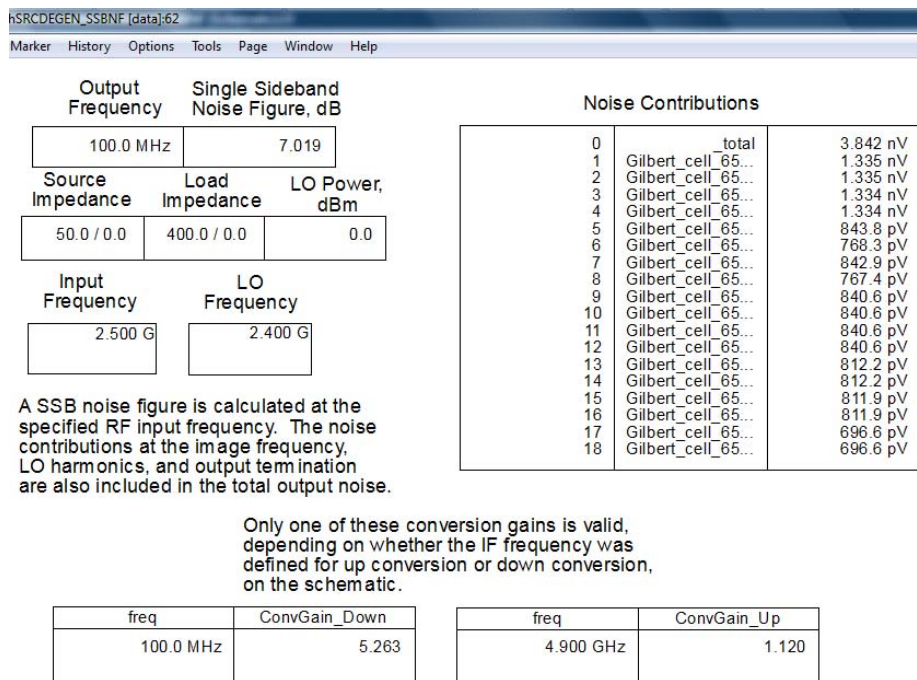 hSRCDEGEN_SSBNF [data]:62
Marker History Options Tools Page Window Help
Output Frequency
Single Sideband Noise Figure, dB
100.0 MHz 7.019
Source Impedance
Load Impedance
LO Power, dBm
50.0 / 0.0 400.0 / 0.0 0.0
Input Frequency
LO Frequency
2.500 G 2.400 G
A SSB noise figure is calculated at the
specified RF input frequency. The noise
contributions at the image frequency,
LO harmonics, and output termination
are also included in the total output noise.
Noise Contributions
0 _total 3.842 nV
1 Gilbert_cell_65... 1.335 nV
2 Gilbert_cell_65... 1.335 nV
3 Gilbert_cell_65... 1.334 nV
4 Gilbert_cell_65... 1.334 nV
5 Gilbert_cell_65... 843.8 pV
6 Gilbert_cell_65... 768.3 pV
7 Gilbert_cell_65... 842.9 pV
8 Gilbert_cell_65... 767.4 pV
9 Gilbert_cell_65... 840.6 pV
10 Gilbert_cell_65... 840.6 pV
11 Gilbert_cell_65... 840.6 pV
12 Gilbert_cell_65... 840.6 pV
13 Gilbert_cell_65... 812.2 pV
14 Gilbert_cell_65... 812.2 pV
15 Gilbert_cell_65... 811.9 pV
16 Gilbert_cell_65... 811.9 pV
17 Gilbert_cell_65... 696.6 pV
18 Gilbert_cell_65... 696.6 pV
Only one of these conversion gains is valid,
depending on whether the IF frequency was
defined for up conversion or down conversion,
on the schematic.
freq ConvGain_Down
100.0 MHz 5.263
freq ConvGain_Up
4.900 GHz 1.120